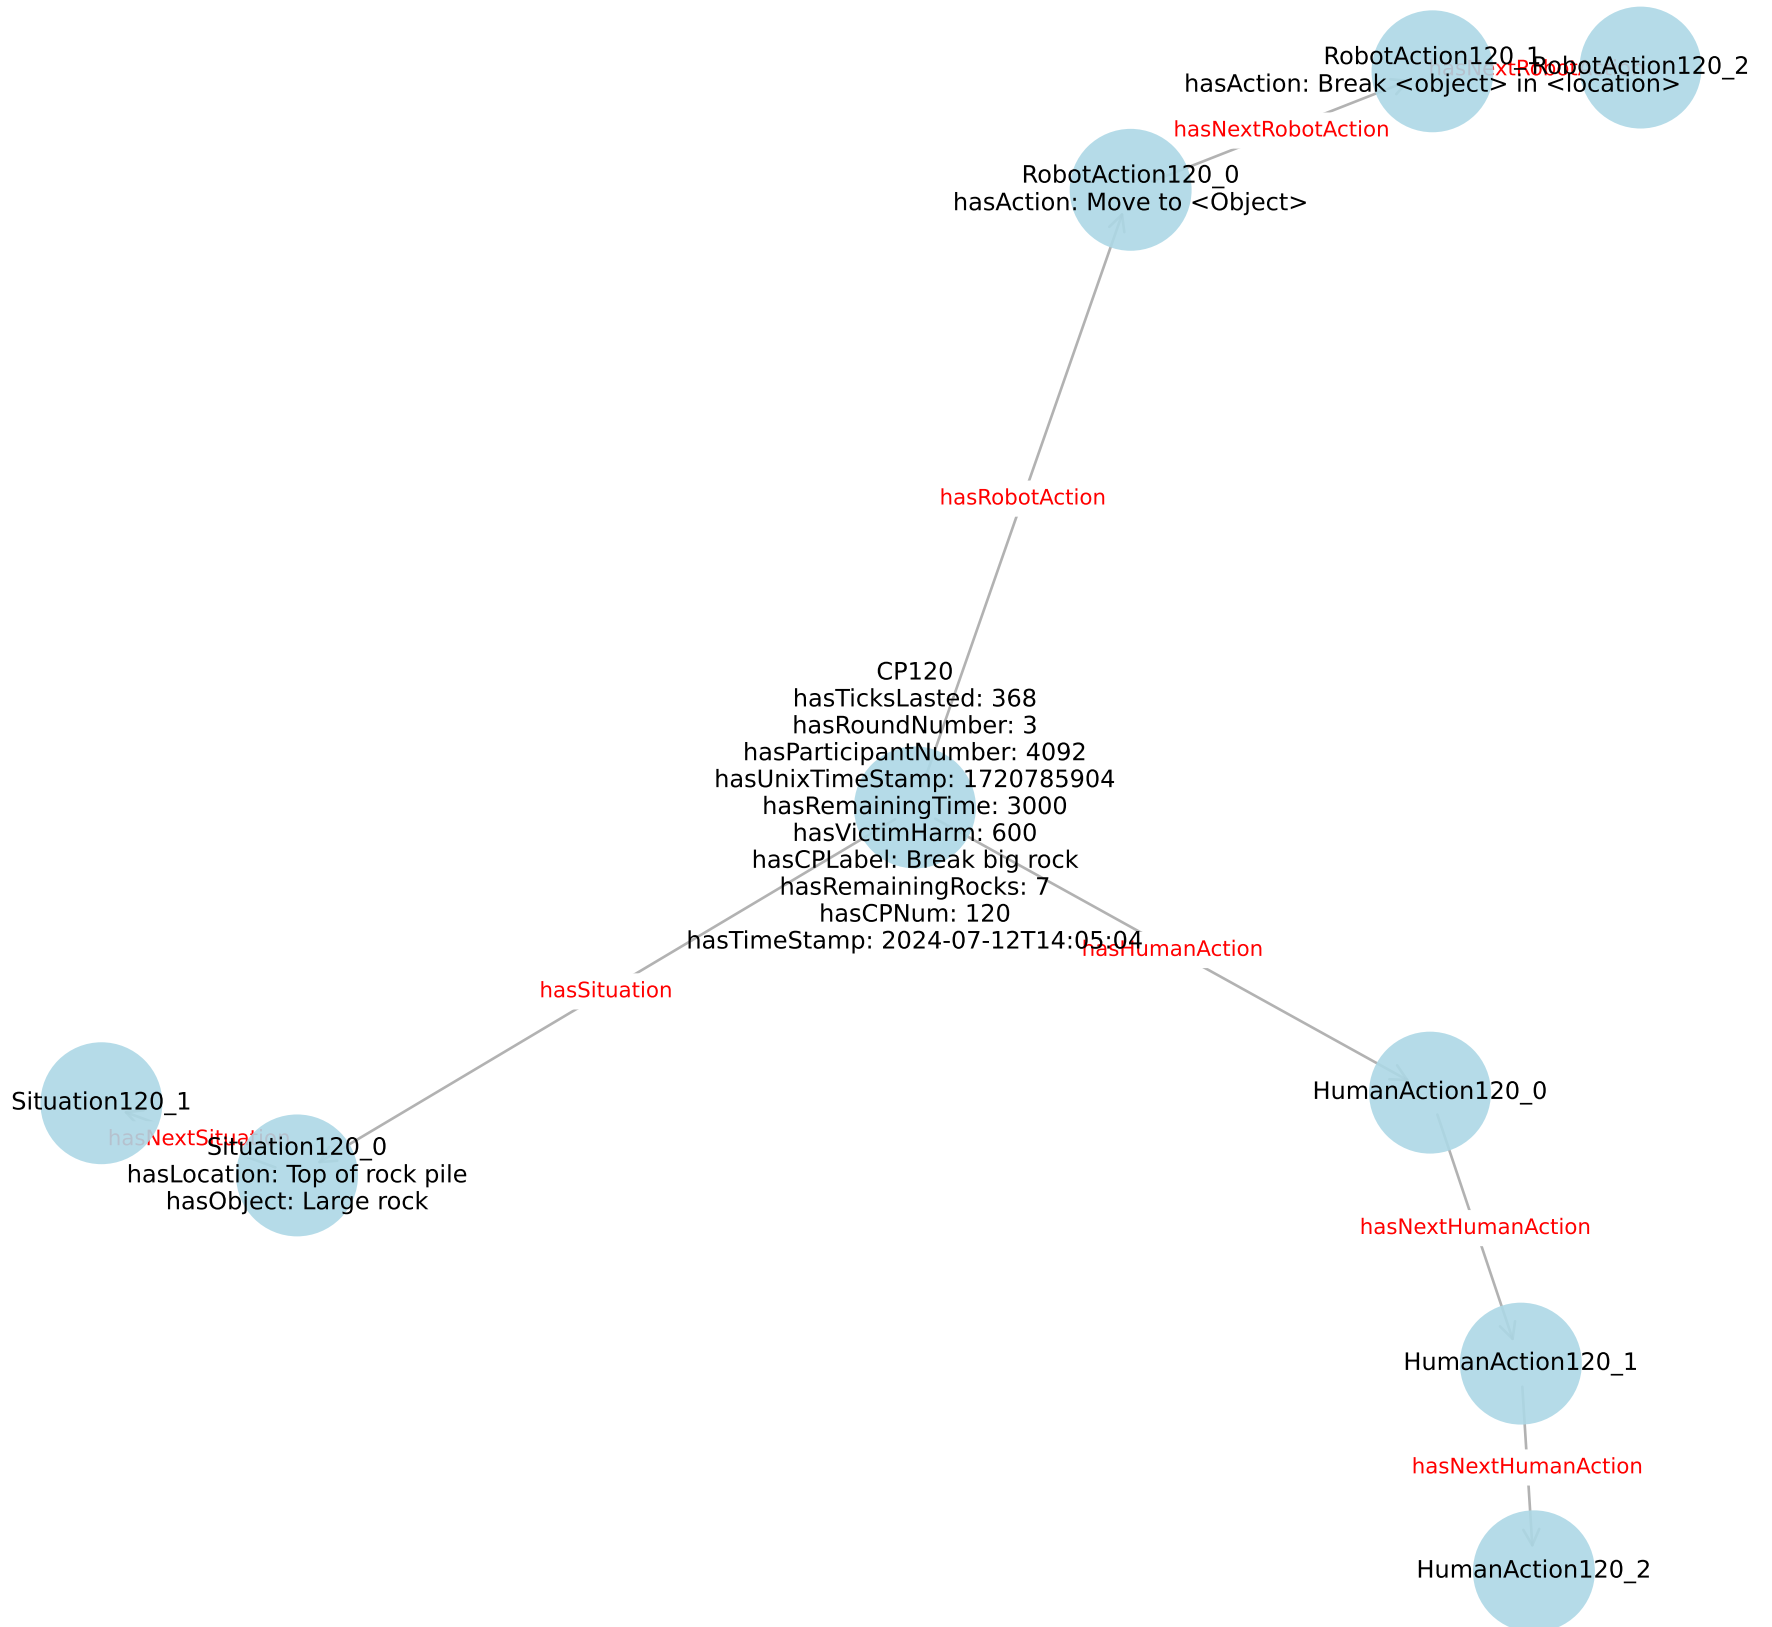 RobotAction120_1
hasNextRobot
RobotAction120_2
hasAction: Break <object> in <location>
hasNextRobotAction
RobotAction120_0
hasAction: Move to <Object>
hasRobotAction
CP120
hasTicksLasted: 368
hasRoundNumber: 3
hasParticipantNumber: 4092
hasUnixTimeStamp: 1720785904
hasRemainingTime: 3000
hasVictimHarm: 600
hasCPLabel: Break big rock
hasRemainingRocks: 7
hasCPNum: 120
hasTimeStamp: 2024-07-12T14:05:04
hasHumanAction
hasSituation
Situation120_1
hasNextSituation
Situation120_0
hasLocation: Top of rock pile
hasObject: Large rock
HumanAction120_0
hasNextHumanAction
HumanAction120_1
hasNextHumanAction
HumanAction120_2